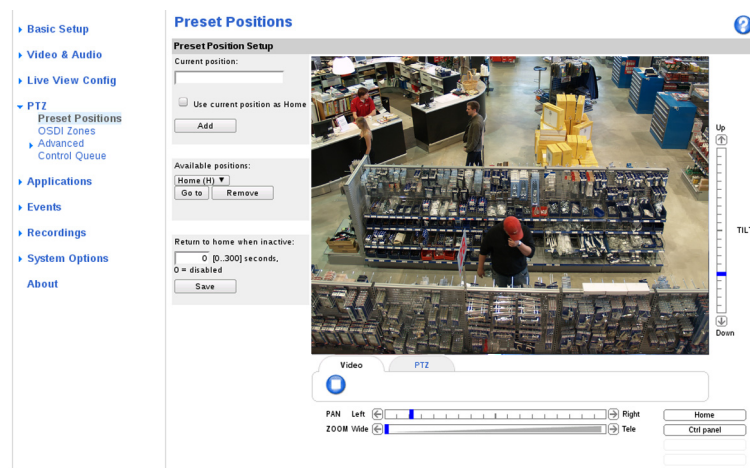 Basic Setup
Video & Audio
Live View Config
PTZ
Preset Positions
OSDI Zones
Advanced
Control Queue
Applications
Events
Recordings
System Options
About
Preset Positions
?
Preset Position Setup
Current position:
Use current position as Home
Add
Available positions:
Home (H) ▼
Go to Remove
Return to home when inactive:
0 [0..300] seconds,
0 = disabled
Save
Up
TILT
Down
Video PTZ
PAN Left Right
ZOOM Wide Tele
Home
Ctrl panel